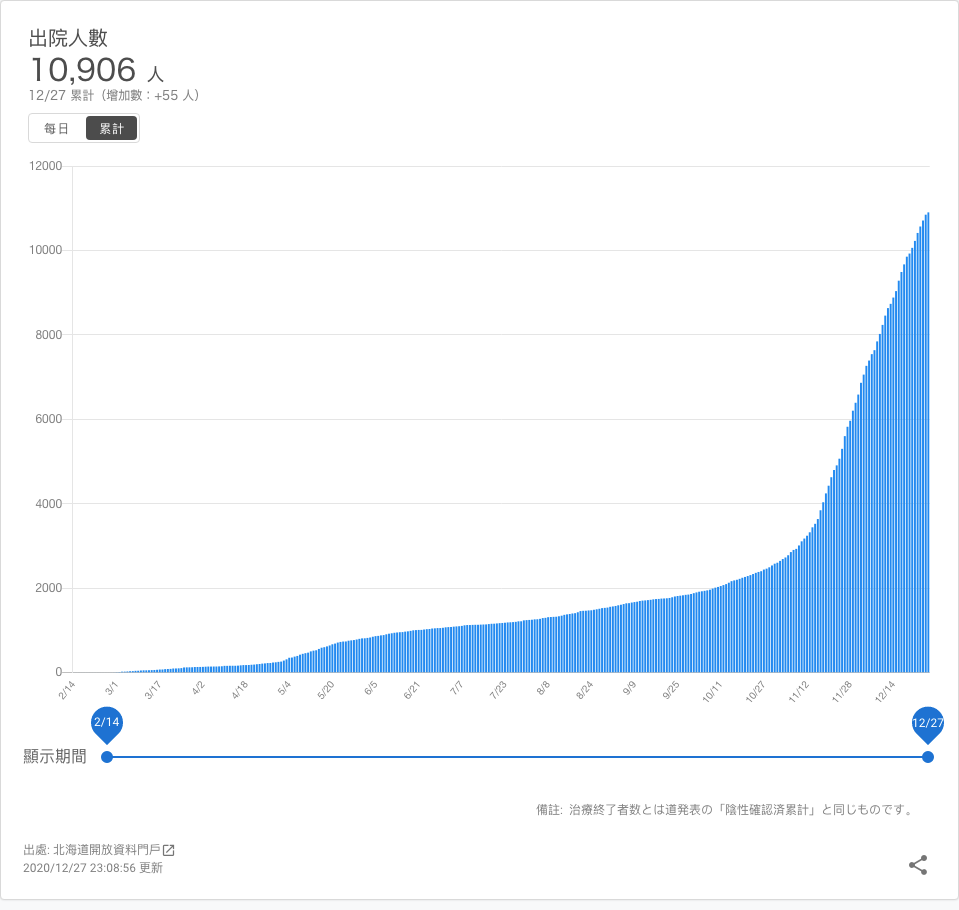 出院人數
10,906 人
12/27 累計（增加數：+55 人）
每日 累計
12000
10000
8000
6000
4000
2000
0
2/14 3/1 3/17 4/2 4/18 5/4 5/20 6/5 6/21 7/7 7/23 8/8 8/24 9/9 9/25 10/11 10/27 11/12 11/28 12/14
2/14 12/27
顯示期間
備註: 治療終了者数とは道発表の「陰性確認済累計」と同じものです。
出處: 北海道開放資料門戶
2020/12/27 23:08:56 更新